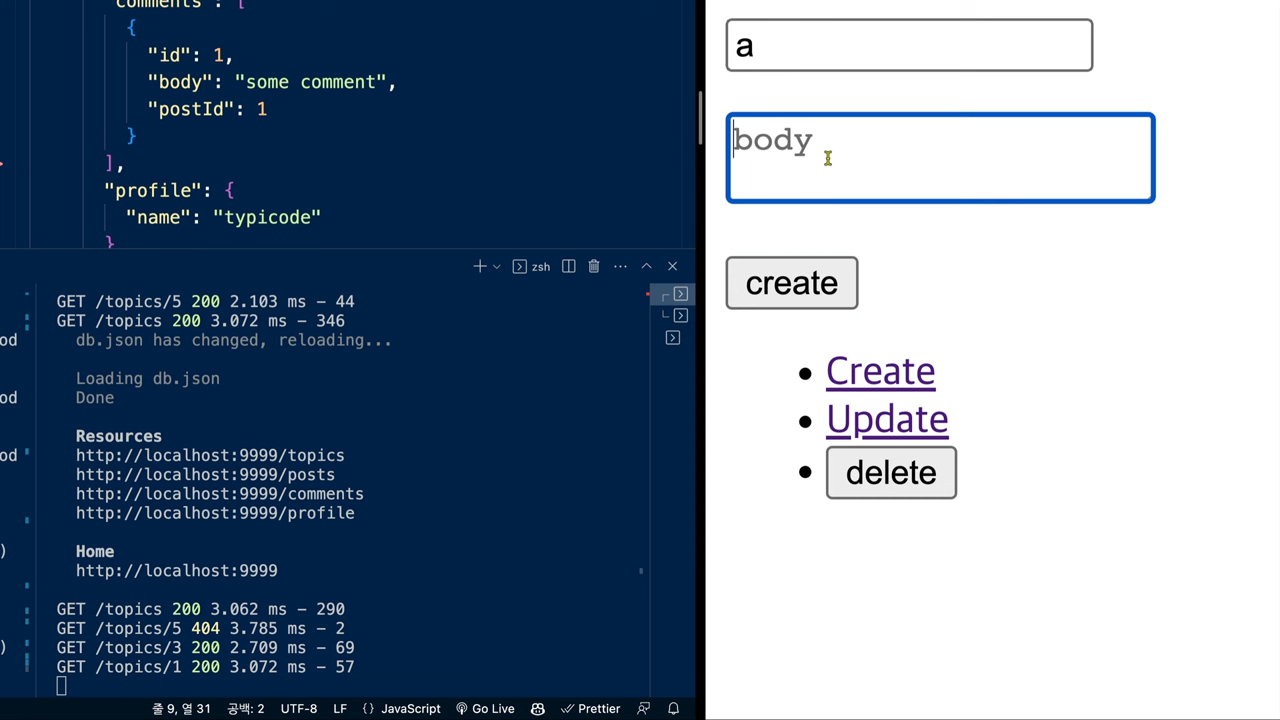 "comments": [
{
"id": 1,
"body": "some comment",
"postId": 1
}
],
"profile": {
"name": "typicode"
}
zsh
GET /topics/5 200 2.103 ms - 44
GET /topics 200 3.072 ms - 346
od db.json has changed, reloading...
Loading db.json
od Done
Resources
od http://localhost:9999/topics
http://localhost:9999/posts
http://localhost:9999/comments
http://localhost:9999/profile
) Home
http://localhost:9999
GET /topics 200 3.062 ms - 290
GET /topics/5 404 3.785 ms - 2
) GET /topics/3 200 2.709 ms - 69
GET /topics/1 200 3.072 ms - 57
줄 9, 열 31 공백: 2 UTF-8 LF {} JavaScript Go Live Prettier
a
body
create
Create
Update
delete